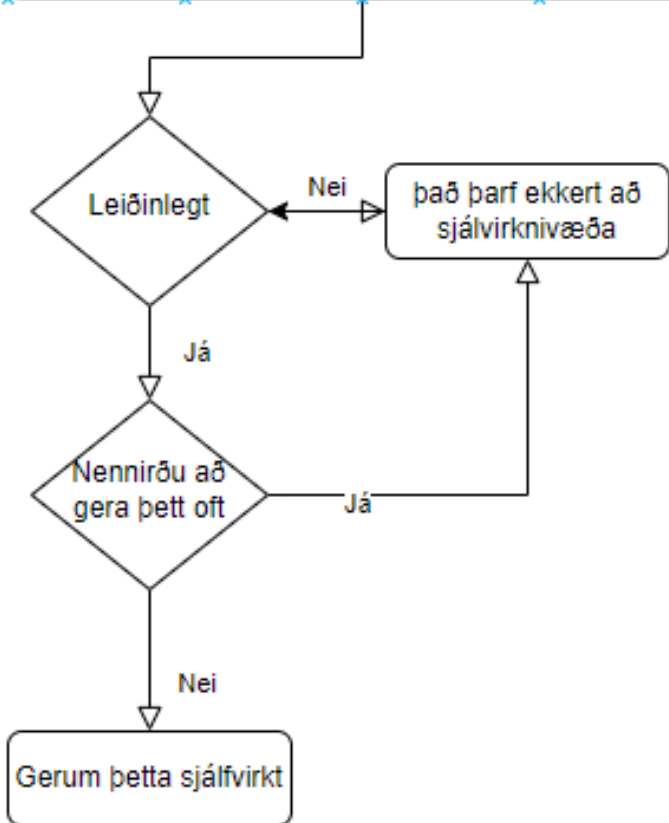 Leiðinlegt
Nei
það þarf ekkert að
sjálvirknivæða
Já
Nennirðu að
gera þett oft
Já
Nei
Gerum þetta sjálfvirkt